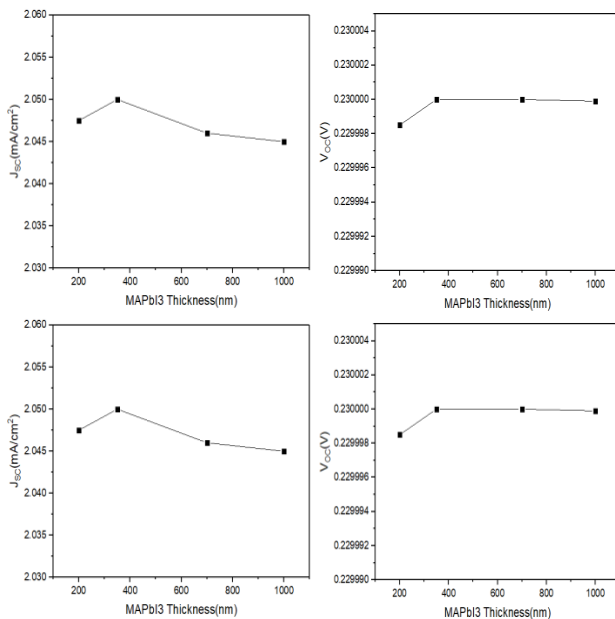 2.060
2.055
2.050
2.045
2.040
2.035
2.030
J_SC(mA/cm²)
200 400 600 800 1000
MAPbI3 Thickness(nm)
0.230004
0.230002
0.230000
0.229998
0.229996
0.229994
0.229992
0.229990
V_OC(V)
200 400 600 800 1000
MAPbI3 Thickness(nm)
2.060
2.055
2.050
2.045
2.040
2.035
2.030
J_SC(mA/cm²)
200 400 600 800 1000
MAPbI3 Thickness(nm)
0.230004
0.230002
0.230000
0.229998
0.229996
0.229994
0.229992
0.229990
V_OC(V)
200 400 600 800 1000
MAPbI3 Thickness(nm)